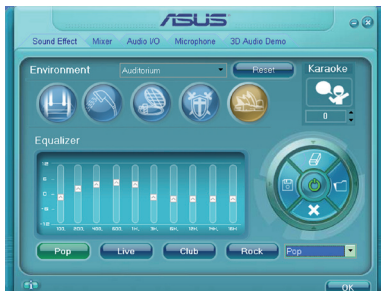 ASUS
Sound Effect Mixer Audio I/O Microphone 3D Audio Demo
Environment Auditorium Reset Karaoke
0
Equalizer
Pop Live Club Rock Pop
OK